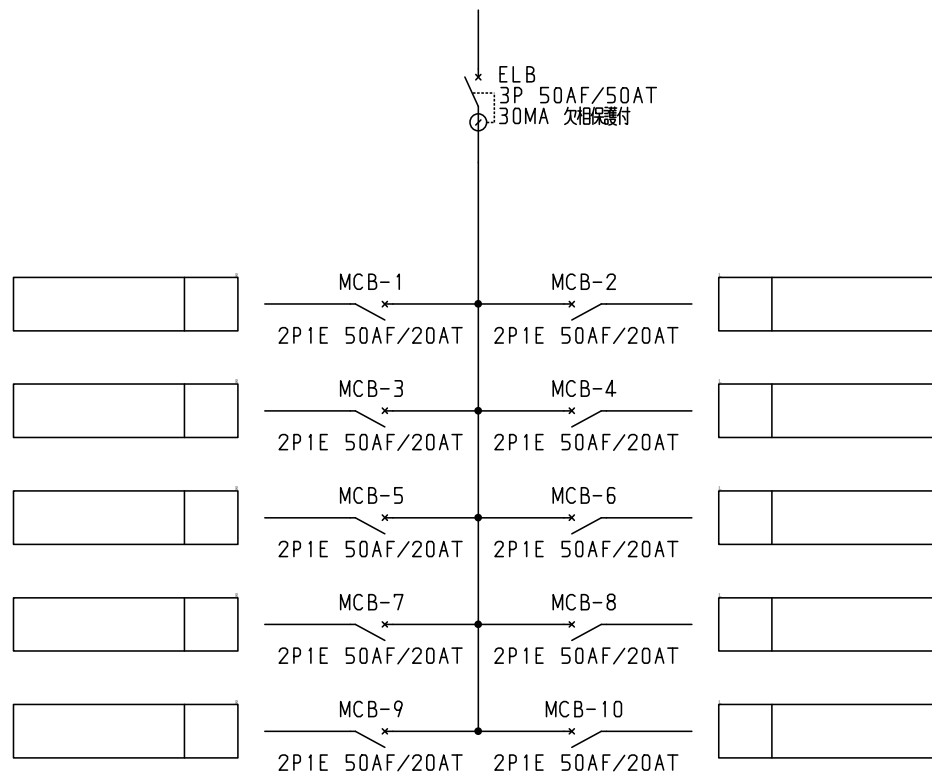 ELB
3P 50AF/50AT
30MA 欠相保護付
MCB-1 MCB-2
2P1E 50AF/20AT 2P1E 50AF/20AT
MCB-3 MCB-4
2P1E 50AF/20AT 2P1E 50AF/20AT
MCB-5 MCB-6
2P1E 50AF/20AT 2P1E 50AF/20AT
MCB-7 MCB-8
2P1E 50AF/20AT 2P1E 50AF/20AT
MCB-9 MCB-10
2P1E 50AF/20AT 2P1E 50AF/20AT